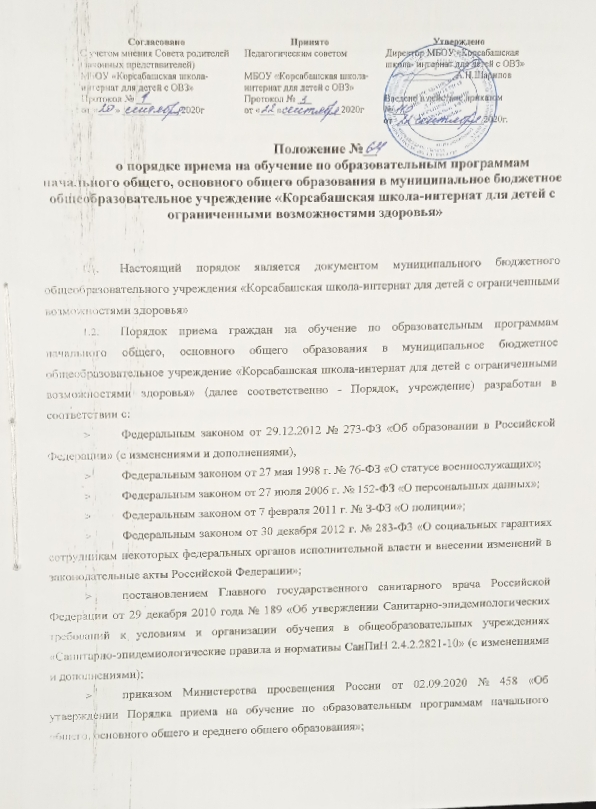 Согласовано
С учетом мнения Совета родителей
(законных представителей)
МБОУ «Корсабашская школа-
интернат для детей с ОВЗ»
Протокол № 1
от «20» сентября 2020г
Принято
Педагогическим советом
МБОУ «Корсабашская школа-
интернат для детей с ОВЗ»
Протокол № 1
от «22» сентября 2020г
Утверждено
Директор МБОУ «Корсабашская
школа- интернат для детей с ОВЗ»
А.Н.Шарипов
Введено в действие приказом
№
от 22 сентября 2020г.
Положение № 64
о порядке приема на обучение по образовательным программам
начального общего, основного общего образования в муниципальное бюджетное
общеобразовательное учреждение «Корсабашская школа-интернат для детей с
ограниченными возможностями здоровья»
1.1. Настоящий порядок является документом муниципального бюджетного
общеобразовательного учреждения «Корсабашская школа-интернат для детей с ограниченными
возможностями здоровья»
1.2. Порядок приема граждан на обучение по образовательным программам
начального общего, основного общего образования в муниципальное бюджетное
общеобразовательное учреждение «Корсабашская школа-интернат для детей с ограниченными
возможностями здоровья» (далее соответственно - Порядок, учреждение) разработан в
соответствии с:
> Федеральным законом от 29.12.2012 № 273-ФЗ «Об образовании в Российской
Федерации» (с изменениями и дополнениями),
> Федеральным законом от 27 мая 1998 г. № 76-ФЗ «О статусе военнослужащих»;
> Федеральным законом от 27 июля 2006 г. № 152-ФЗ «О персональных данных»;
> Федеральным законом от 7 февраля 2011 г. № 3-ФЗ «О полиции»;
> Федеральным законом от 30 декабря 2012 г. № 283-ФЗ «О социальных гарантиях
сотрудникам некоторых федеральных органов исполнительной власти и внесении изменений в
законодательные акты Российской Федерации»;
> постановлением Главного государственного санитарного врача Российской
Федерации от 29 декабря 2010 года № 189 «Об утверждении Санитарно-эпидемиологических
требований к условиям и организации обучения в общеобразовательных учреждениях
«Санитарно-эпидемиологические правила и нормативы СанПиН 2.4.2.2821-10» (с изменениями
и дополнениями);
> приказом Министерства просвещения России от 02.09.2020 № 458 «Об
утверждении Порядка приема на обучение по образовательным программам начального
общего, основного общего и среднего общего образования»;